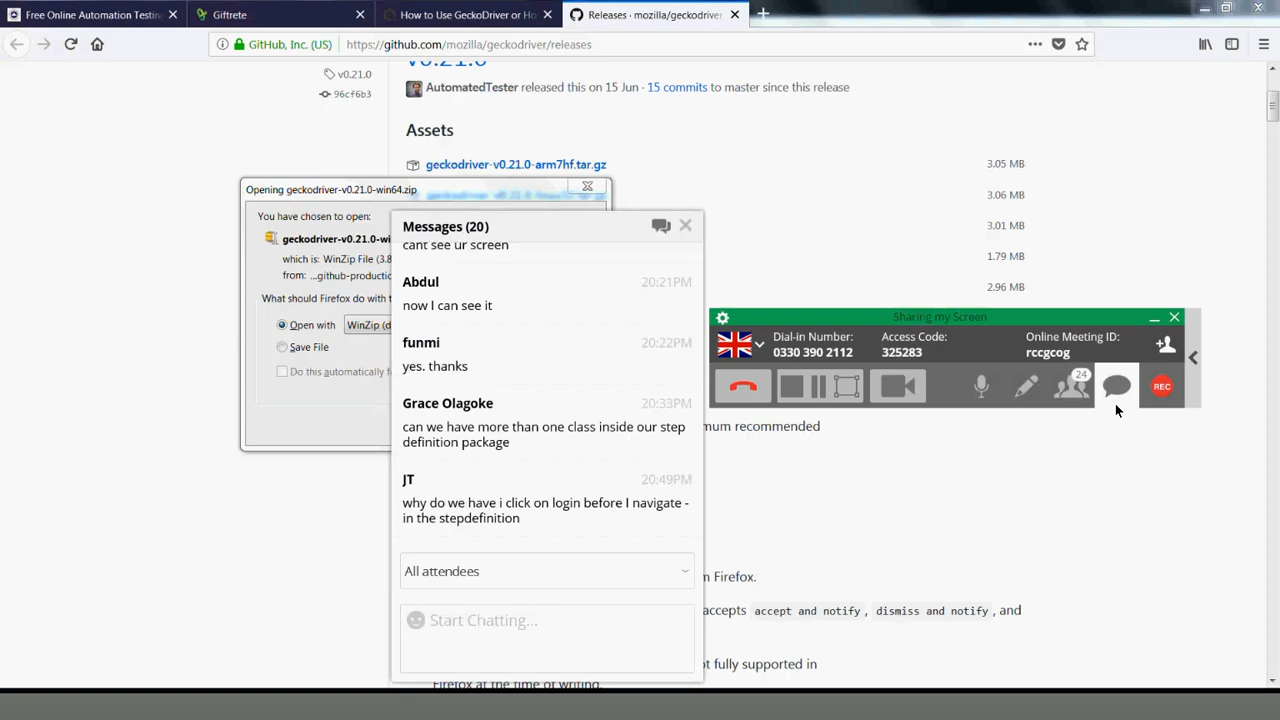 Free Online Automation Testin
Giftrete
How to Use GeckoDriver or Ho
Releases · mozilla/geckodriver
GitHub, Inc. (US)
https://github.com/mozilla/geckodriver/releases
v0.21.0
v0.21.0
AutomatedTester released this on 15 Jun · 15 commits to master since this release
96cf6b3
Assets
geckodriver-v0.21.0-arm7hf.tar.gz
3.05 MB
Opening geckodriver-v0.21.0-win64.zip
3.06 MB
You have chosen to open:
Messages (20)
3.01 MB
geckodriver-v0.21.0-wi
cant see ur screen
which is: WinZip File (3.8
1.79 MB
from: ...github-productio
Abdul
20:21PM
2.96 MB
What should Firefox do with t
now I can see it
Sharing my Screen
Open with
WinZip (d
funmi
20:22PM
Dial-in Number:
Access Code:
Online Meeting ID:
Save File
0330 390 2112
325283
rccgcog
yes. thanks
Do this automatically f
24
REC
Grace Olagoke
20:33PM
can we have more than one class inside our step
mum recommended
definition package
JT
20:49PM
why do we have i click on login before I navigate -
in the stepdefinition
All attendees
m Firefox.
accepts accept and notify, dismiss and notify, and
Start Chatting...
ot fully supported in
Firefox at the time of writing.